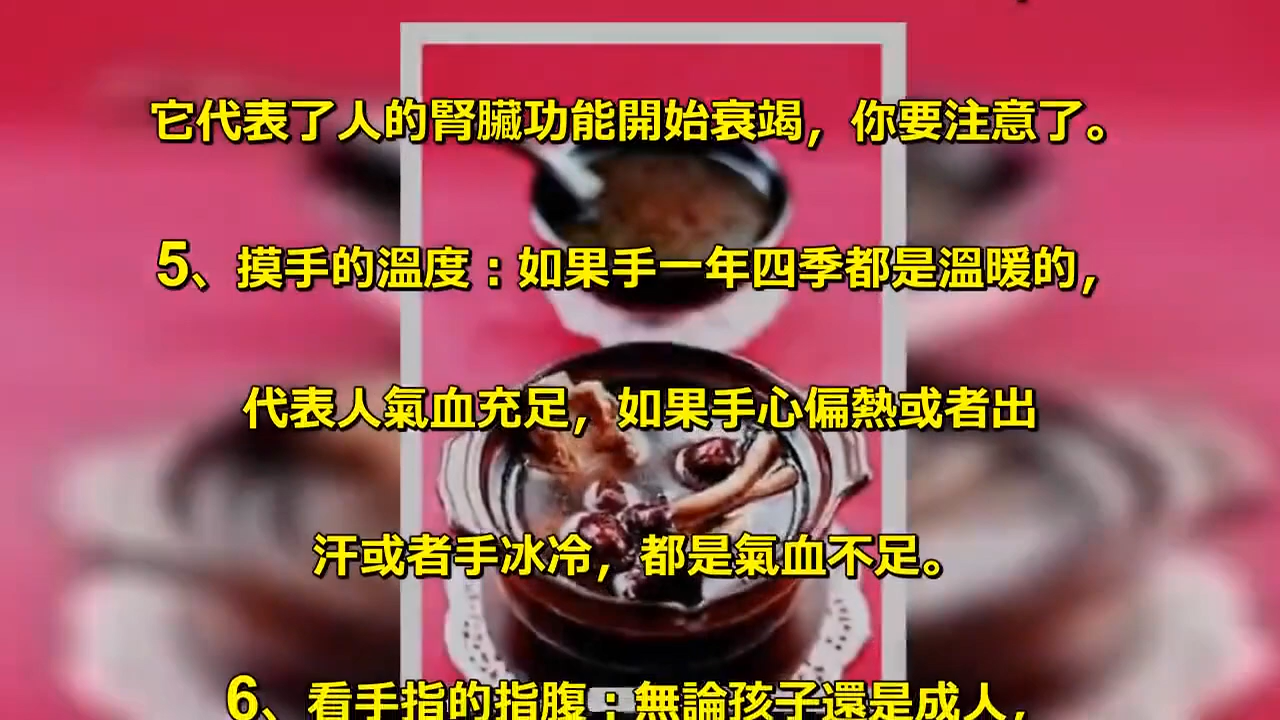 它代表了人的腎臟功能開始衰竭，你要注意了。
5、摸手的溫度：如果手一年四季都是溫暖的，
代表人氣血充足，如果手心偏熱或者出
汗或者手冰冷，都是氣血不足。
6、看手指的指腹：無論孩子還是成人，